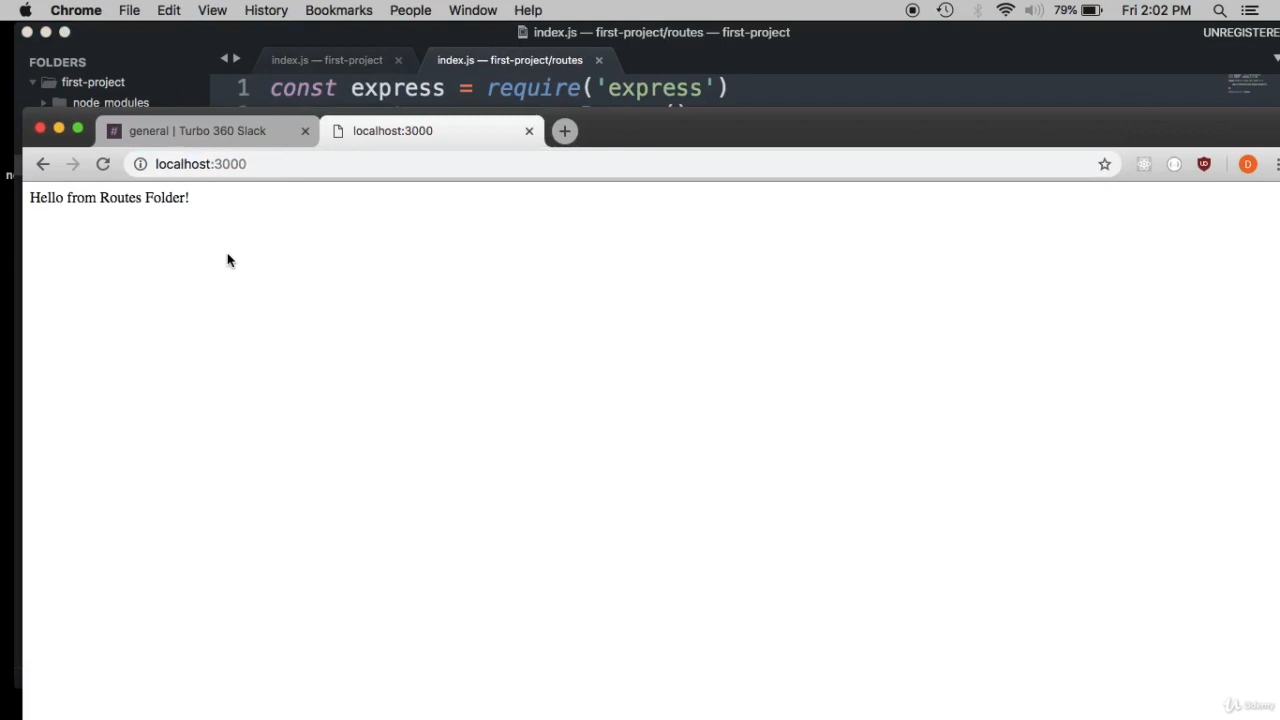 Chrome File Edit View History Bookmarks People Window Help 79% Fri 2:02 PM
index.js — first-project/routes — first-project UNREGISTERE
FOLDERS
index.js — first-project index.js — first-project/routes
first-project
1 const express = require('express')
node_modules
general | Turbo 360 Slack localhost:3000
localhost:3000
D
Hello from Routes Folder!
Udemy